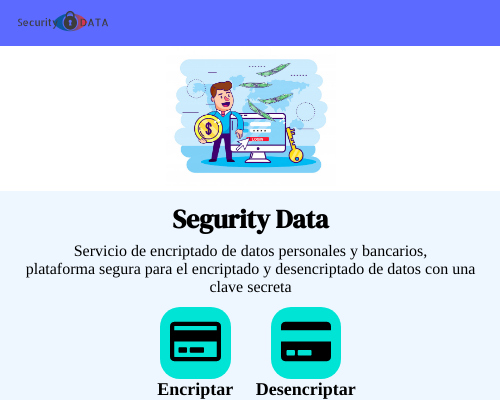 Security DATA
$
LOGIN
Segurity Data
Servicio de encriptado de datos personales y bancarios,
plataforma segura para el encriptado y desencriptado de datos con una
clave secreta
Encriptar Desencriptar